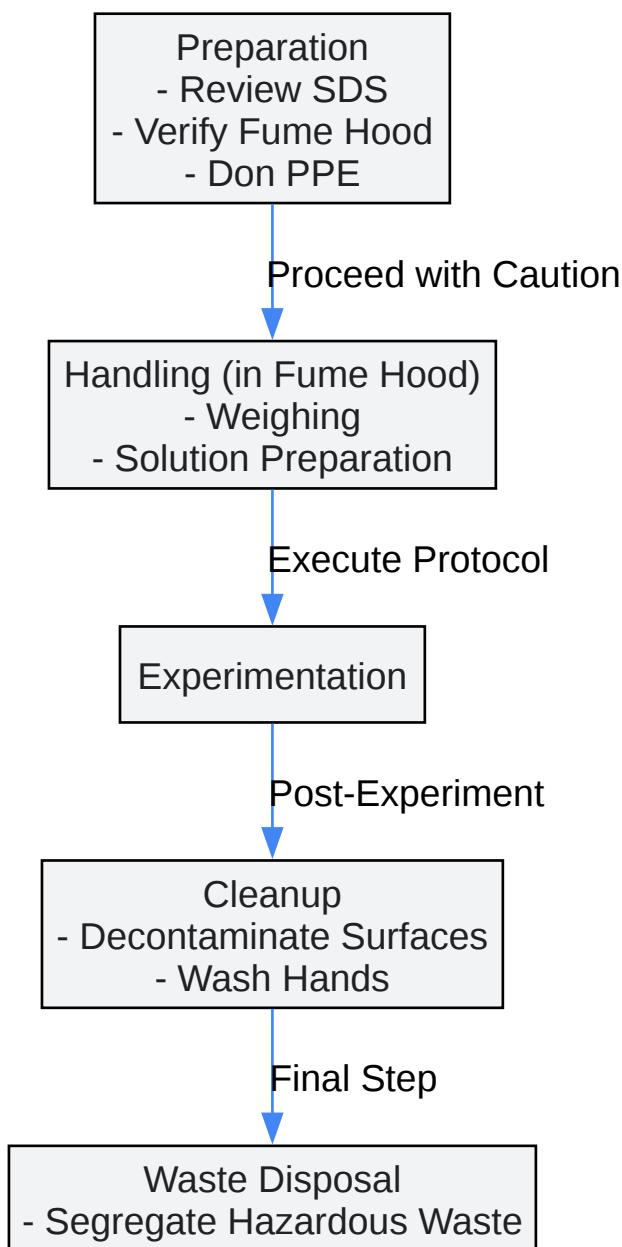 Preparation
- Review SDS
- Verify Fume Hood
- Don PPE
Proceed with Caution
Handling (in Fume Hood)
- Weighing
- Solution Preparation
Execute Protocol
Experimentation
Post-Experiment
Cleanup
- Decontaminate Surfaces
- Wash Hands
Final Step
Waste Disposal
- Segregate Hazardous Waste